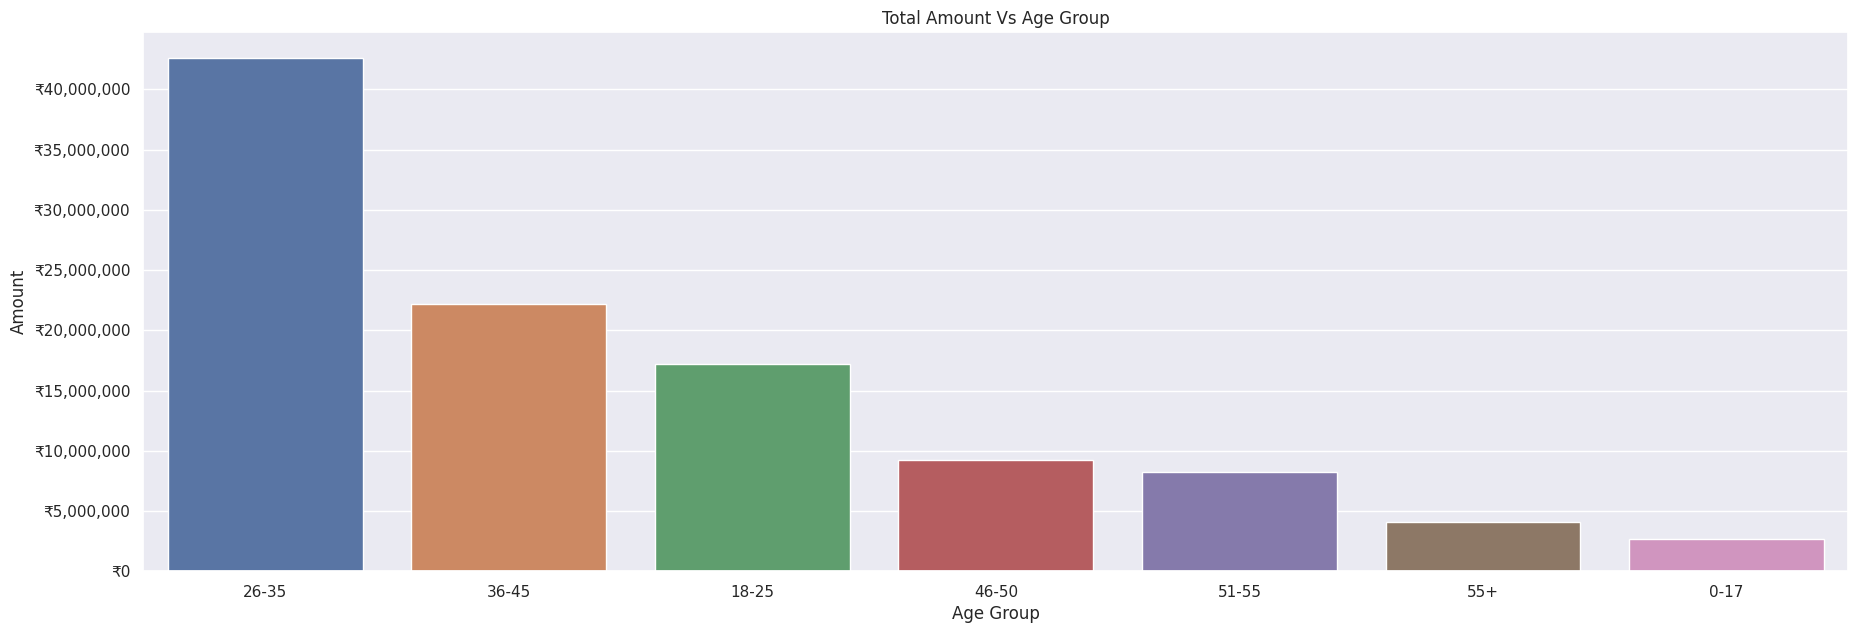 Total Amount Vs Age Group
Amount
₹40,000,000
₹35,000,000
₹30,000,000
₹25,000,000
₹20,000,000
₹15,000,000
₹10,000,000
₹5,000,000
₹0
26-35 36-45 18-25 46-50 51-55 55+ 0-17
Age Group